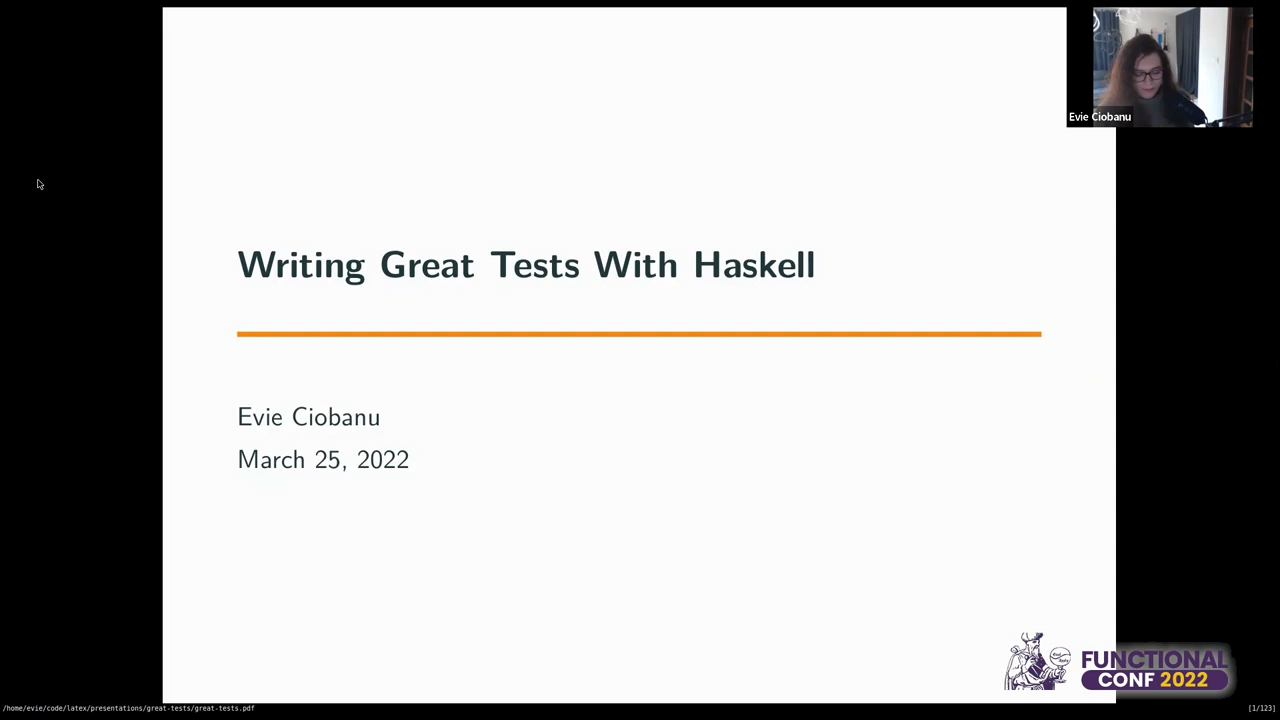 Evie Ciobanu
Writing Great Tests With Haskell
Evie Ciobanu
March 25, 2022
FUNCTIONAL
CONF 2022
/home/evie/code/latex/presentations/great-tests/great-tests.pdf
[1/123]